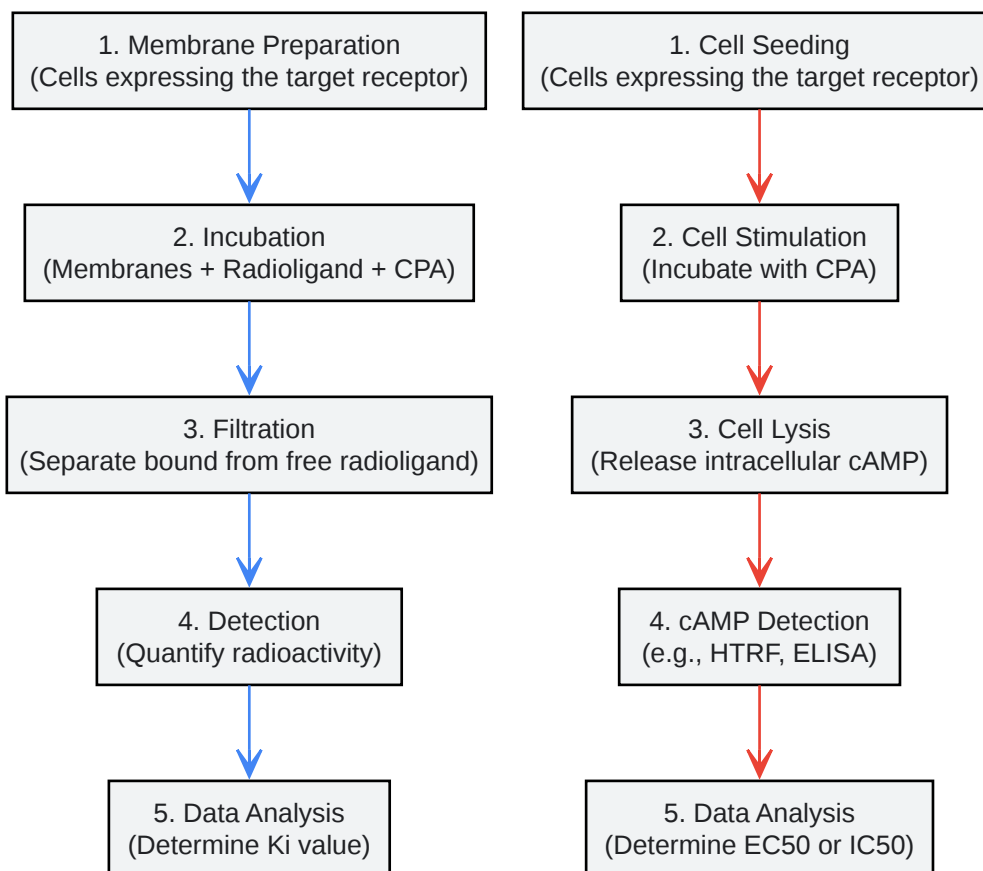 1. Membrane Preparation
(Cells expressing the target receptor)
2. Incubation
(Membranes + Radioligand + CPA)
3. Filtration
(Separate bound from free radioligand)
4. Detection
(Quantify radioactivity)
5. Data Analysis
(Determine Ki value)
1. Cell Seeding
(Cells expressing the target receptor)
2. Cell Stimulation
(Incubate with CPA)
3. Cell Lysis
(Release intracellular cAMP)
4. cAMP Detection
(e.g., HTRF, ELISA)
5. Data Analysis
(Determine EC50 or IC50)